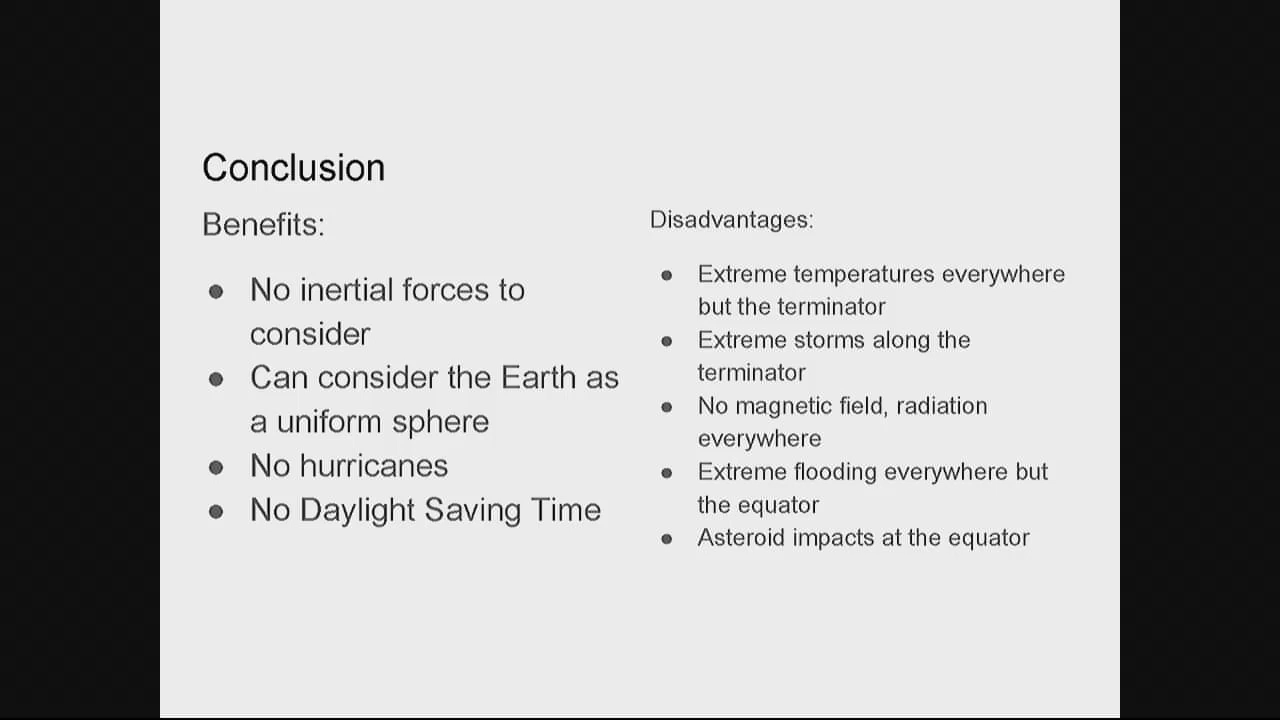 Conclusion
Benefits:
● No inertial forces to
consider
● Can consider the Earth as
a uniform sphere
● No hurricanes
● No Daylight Saving Time
Disadvantages:
● Extreme temperatures everywhere
but the terminator
● Extreme storms along the
terminator
● No magnetic field, radiation
everywhere
● Extreme flooding everywhere but
the equator
● Asteroid impacts at the equator